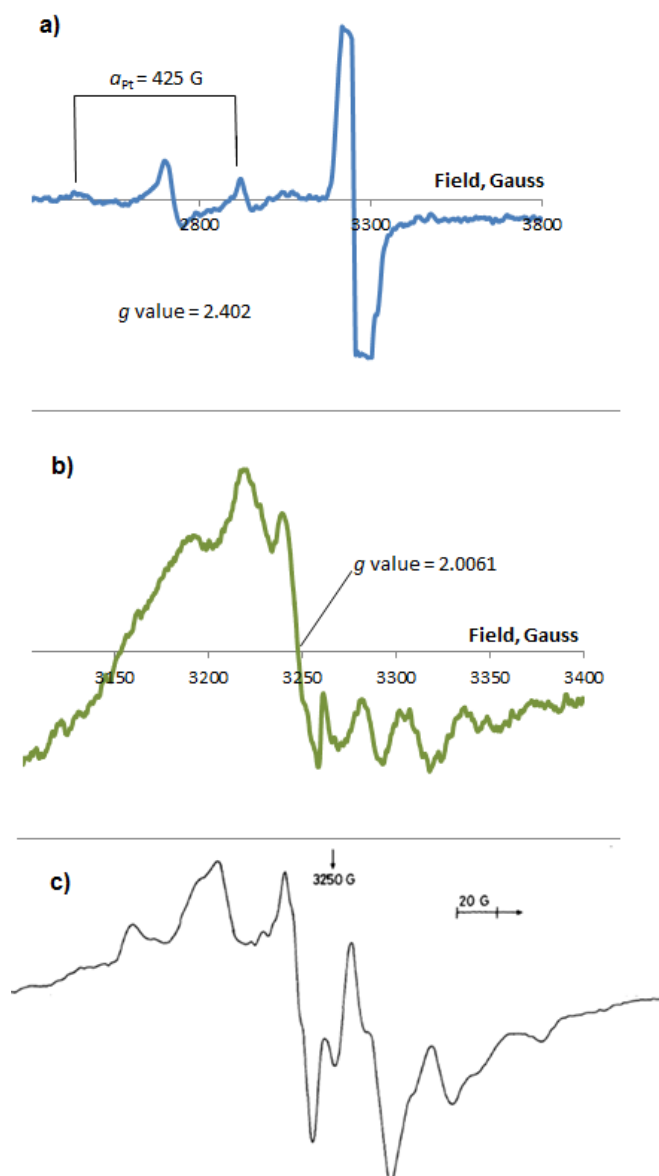 a)
aPt = 425 G
Field, Gauss
2800
3300
3800
g value = 2.402
b)
g value = 2.0061
Field, Gauss
3150
3200
3250
3300
3350
3400
c)
3250 G
20 G